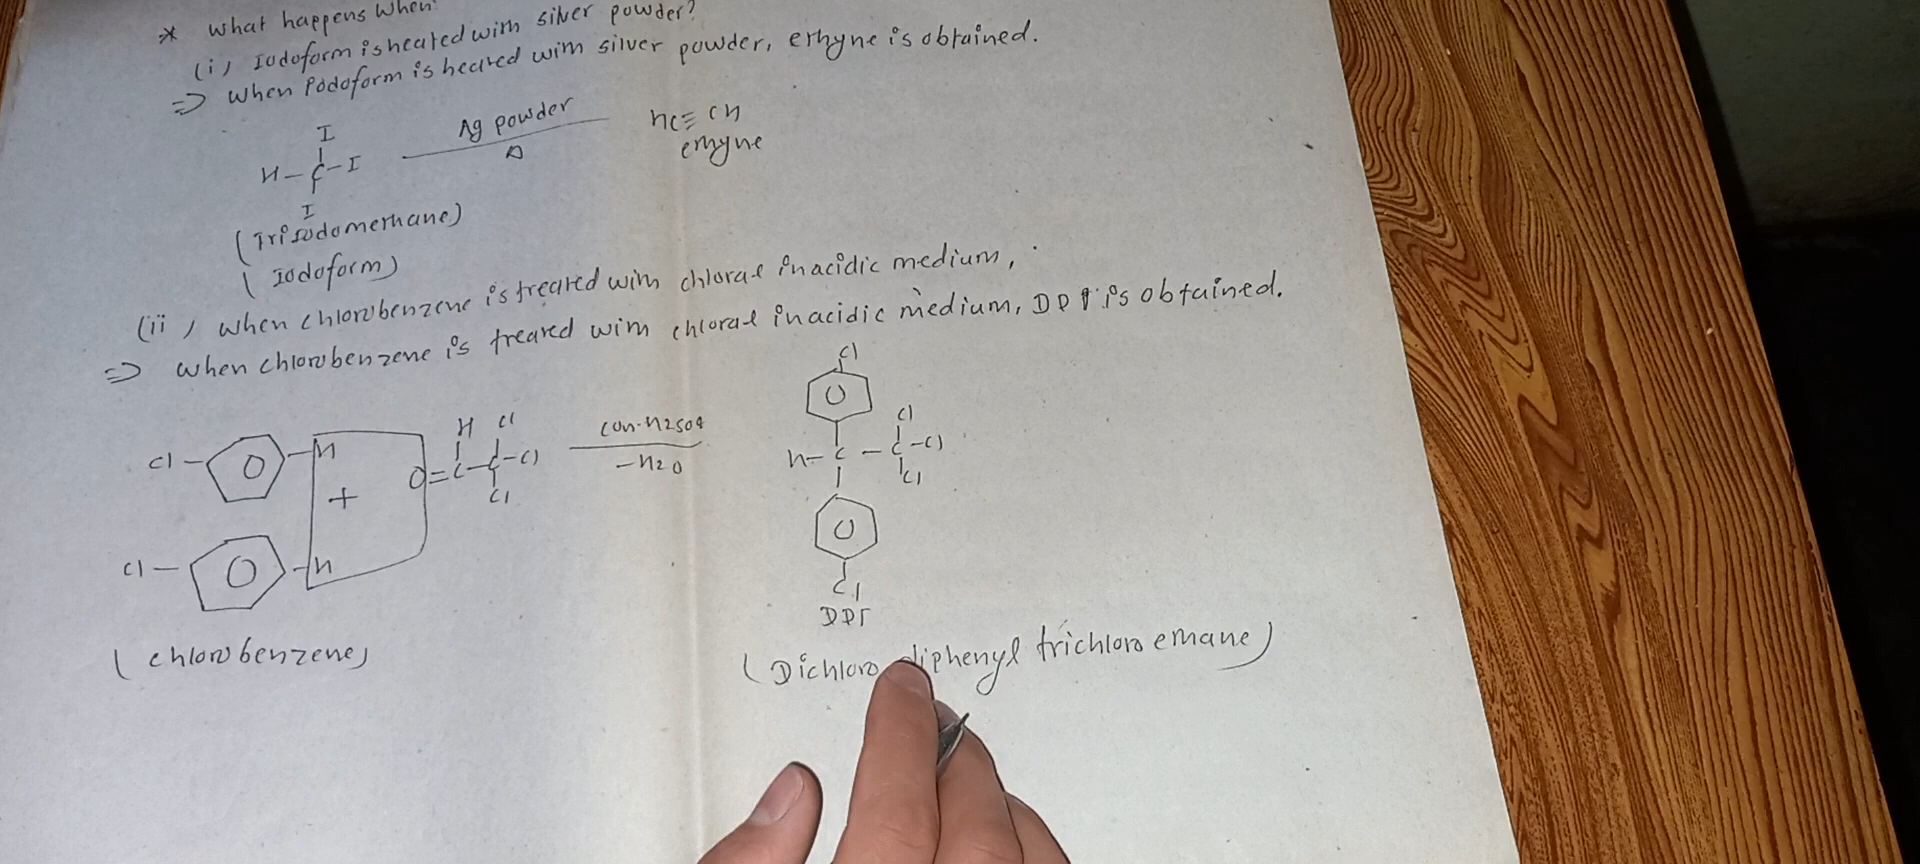 * What happens when:
(i) Iodoform is heated with silver powder?
⇒ When Iodoform is heated with silver powder, ethyne is obtained.
I
H – C – I
I
Ag powder
Δ
HC ≡ CH
ethyne
(Triiodomethane)
(Iodoform)
(ii) when chlorobenzene is treated with chloral in acidic medium,
⇒ when chlorobenzene is treated with chloral in acidic medium, DDT is obtained.
Cl – H
+
Cl – H
H Cl
O = C – C – Cl
Cl
con. H2SO4
– H2O
Cl
Cl
H – C – C – Cl
Cl
Cl
DDT
(chlorobenzene)
(Dichloro diphenyl trichloro ethane)